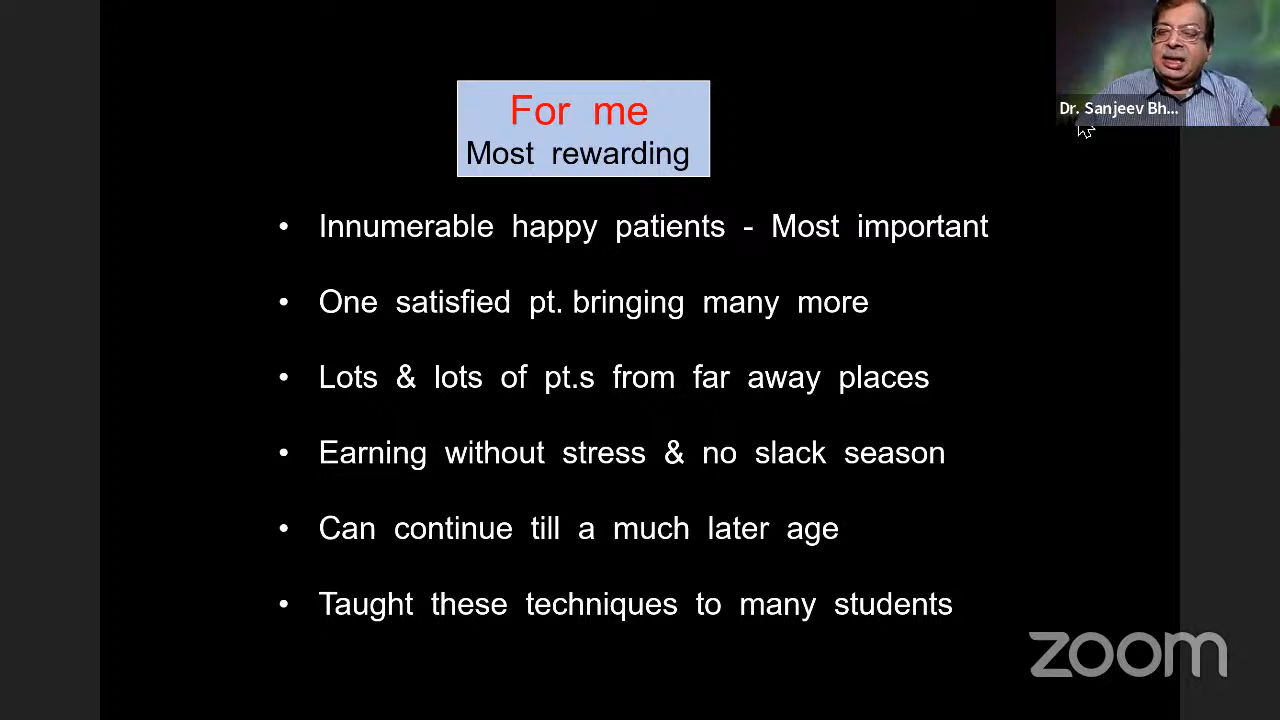 Dr. Sanjeev Bh...
For me
Most rewarding
• Innumerable happy patients - Most important
• One satisfied pt. bringing many more
• Lots & lots of pt.s from far away places
• Earning without stress & no slack season
• Can continue till a much later age
• Taught these techniques to many students
zoom